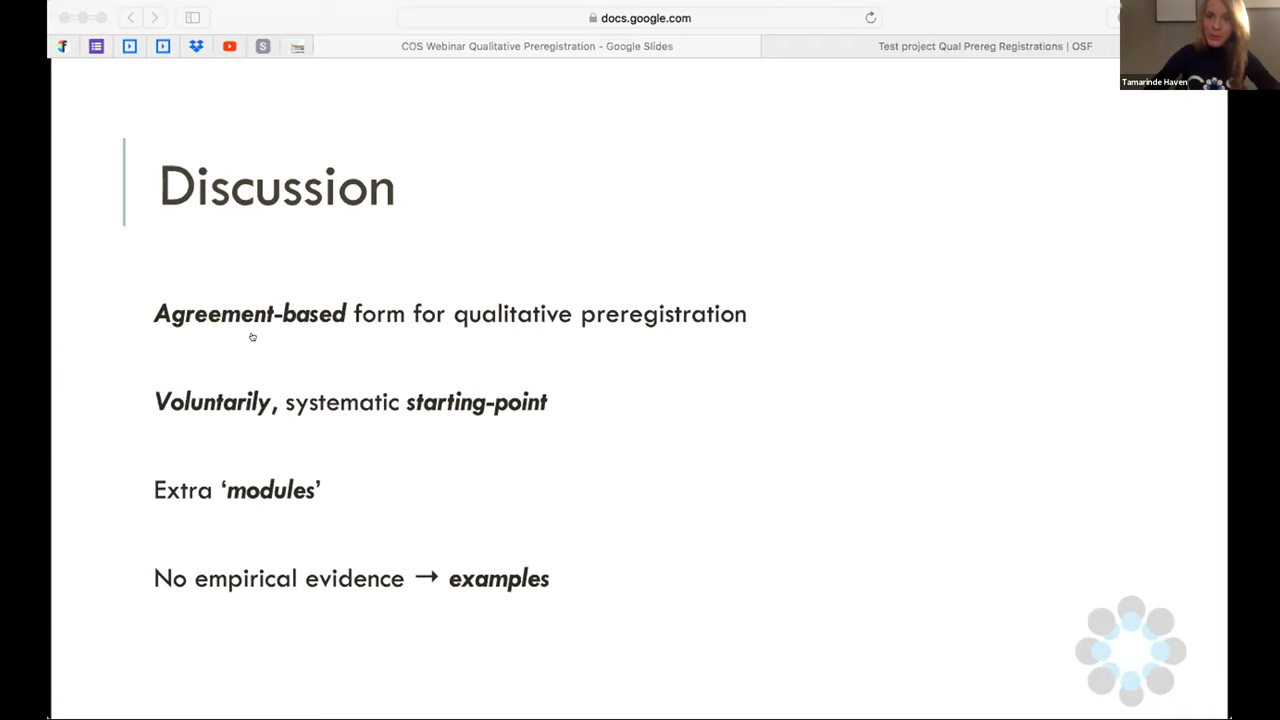 docs.google.com
COS Webinar Qualitative Preregistration - Google Slides
Test project Qual Prereg Registrations | OSF
S
Tamarinde Haven
Discussion
Agreement-based form for qualitative preregistration
Voluntarily, systematic starting-point
Extra ‘modules’
No empirical evidence → examples